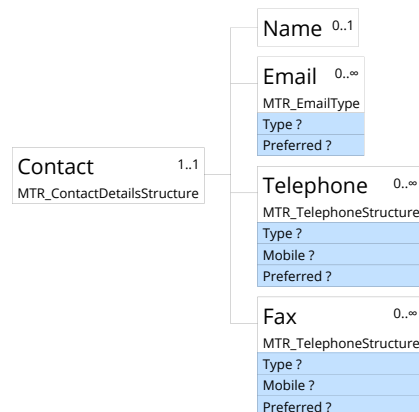 Name 0..1
Email 0..∞
MTR_EmailType
Type ?
Preferred ?
Contact 1..1
MTR_ContactDetailsStructure
Telephone 0..∞
MTR_TelephoneStructure
Type ?
Mobile ?
Preferred ?
Fax 0..∞
MTR_TelephoneStructure
Type ?
Mobile ?
Preferred ?